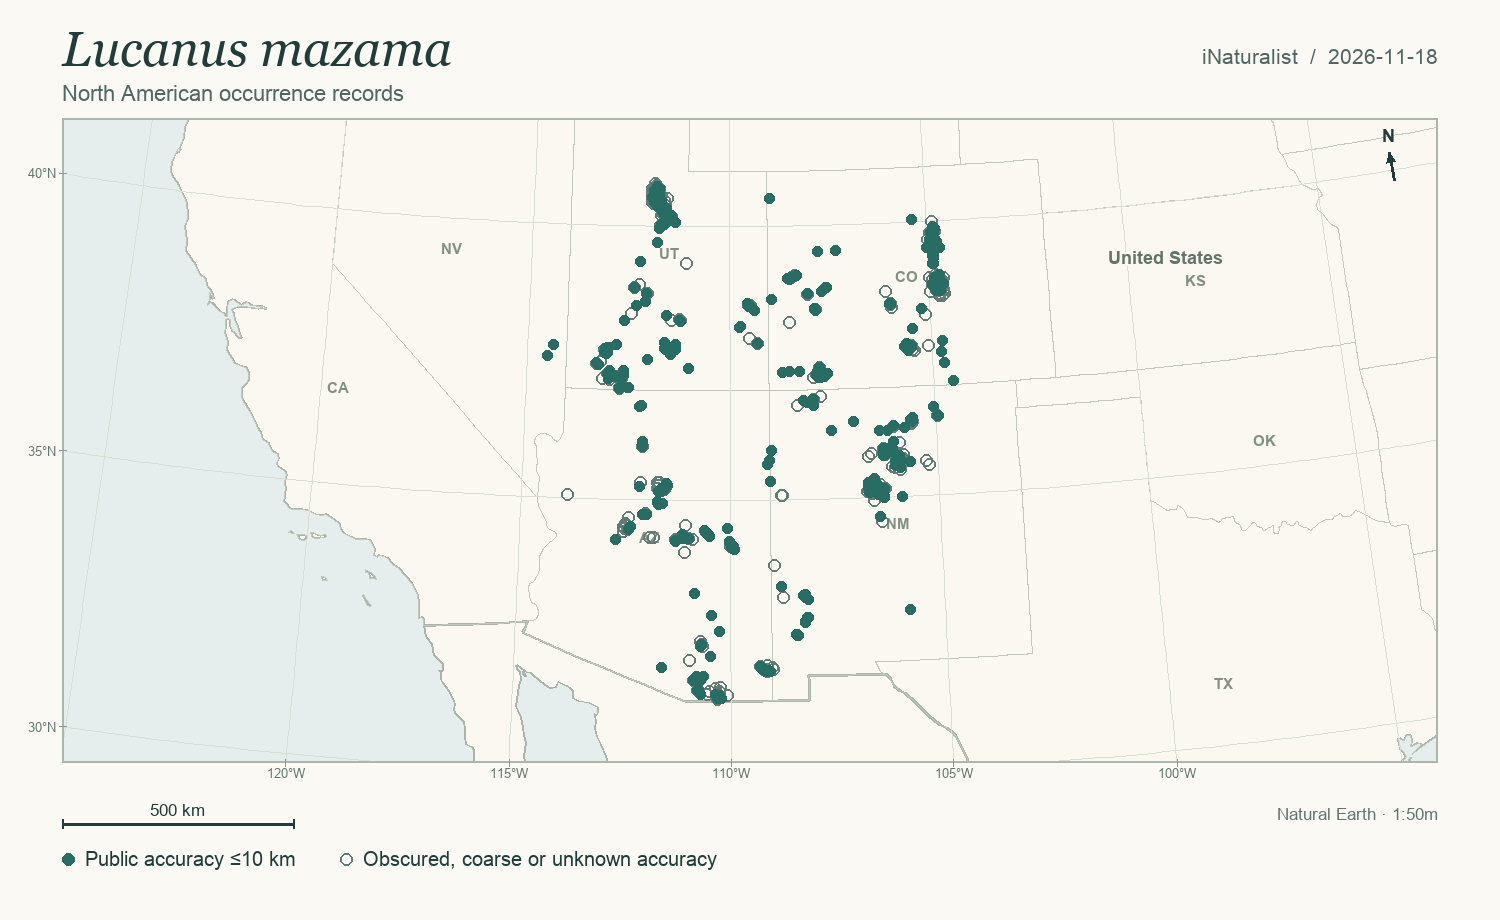 Lucanus mazama
iNaturalist / 2026-11-18
North American occurrence records
N
40°N
NV
UT
United States
CO
KS
CA
35°N
OK
NM
AZ
TX
30°N
120°W
115°W
110°W
105°W
100°W
500 km
Natural Earth · 1:50m
Public accuracy ≤10 km
Obscured, coarse or unknown accuracy